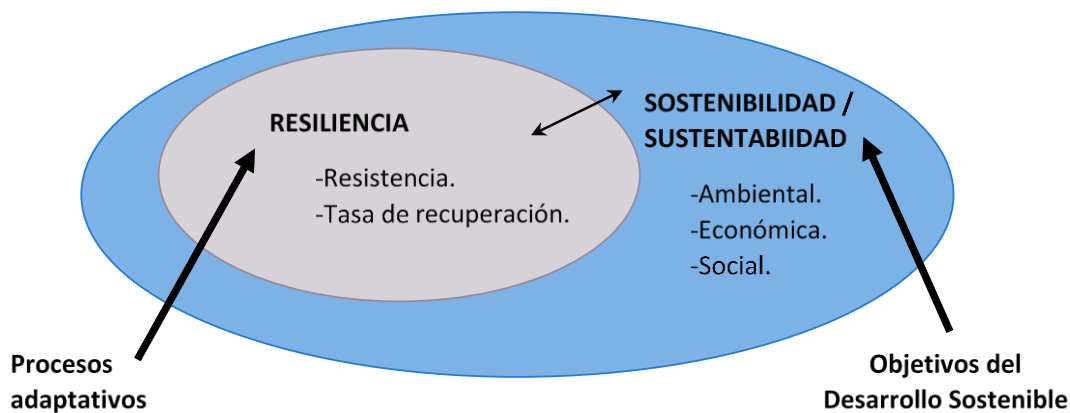 RESILIENCIA
-Resistencia.
-Tasa de recuperación.
SOSTENIBILIDAD /
SUSTENTABIIDAD
-Ambiental.
-Económica.
-Social.
Procesos
adaptativos
Objetivos del
Desarrollo Sostenible